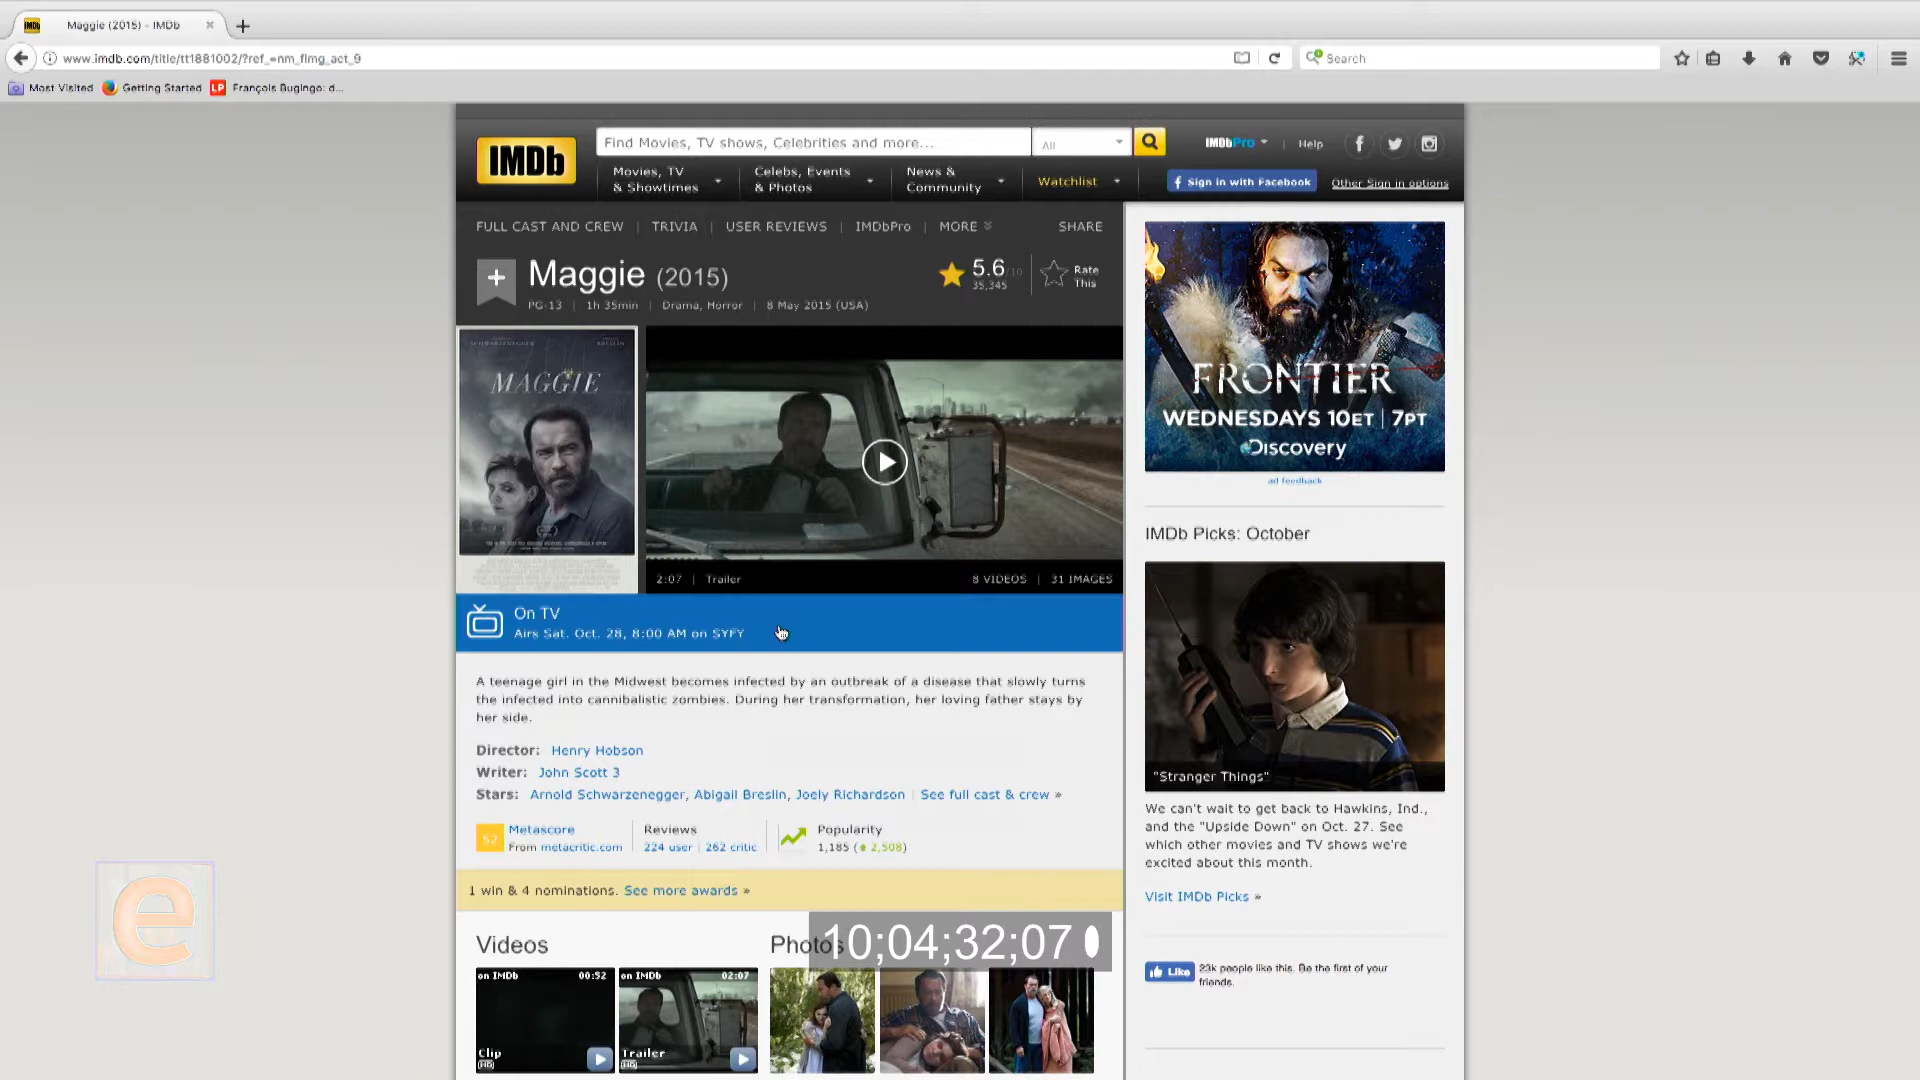 IMDb
Maggie (2015) - IMDb
www.imdb.com/title/tt1881002/?ref_=nm_flmg_act_9
Search
Most Visited
Getting Started
LP
François Bugingo: d...
IMDb
Find Movies, TV shows, Celebrities and more...
All
IMDbPro
Help
Movies, TV
& Showtimes
Celebs, Events
& Photos
News &
Community
Watchlist
Sign in with Facebook
Other Sign in options
FULL CAST AND CREW
TRIVIA
USER REVIEWS
IMDbPro
MORE
SHARE
Maggie (2015)
5.6/10
35,345
Rate
This
PG-13 | 1h 35min | Drama, Horror | 8 May 2015 (USA)
MAGGIE
2:07 | Trailer
8 VIDEOS | 31 IMAGES
On TV
Airs Sat. Oct. 28, 8:00 AM on SYFY
A teenage girl in the Midwest becomes infected by an outbreak of a disease that slowly turns
the infected into cannibalistic zombies. During her transformation, her loving father stays by
her side.
Director: Henry Hobson
Writer: John Scott 3
Stars: Arnold Schwarzenegger, Abigail Breslin, Joely Richardson | See full cast & crew »
52
Metascore
From metacritic.com
Reviews
224 user | 262 critic
Popularity
1,185 (2,508)
1 win & 4 nominations. See more awards »
Videos
Photos
on IMDb 00:52
Clip
on IMDb 02:07
Trailer
10;04;32;07
e
FRONTIER
WEDNESDAYS 10ET | 7PT
Discovery
ad feedback
IMDb Picks: October
"Stranger Things"
We can't wait to get back to Hawkins, Ind.,
and the "Upside Down" on Oct. 27. See
which other movies and TV shows we're
excited about this month.
Visit IMDb Picks »
Like
23k people like this. Be the first of your
friends.